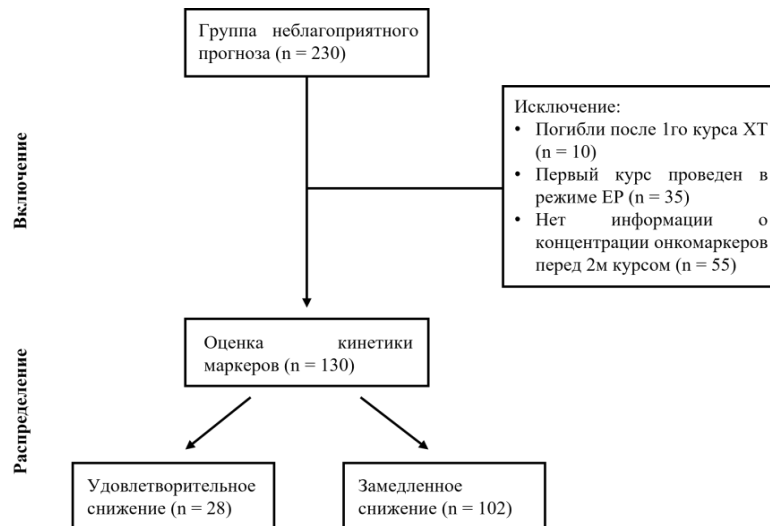 Группа неблагоприятного
прогноза (n = 230)
Включение
Исключение:
• Погибли после 1го курса ХТ
(n = 10)
• Первый курс проведен в
режиме EP (n = 35)
• Нет информации о
концентрации онкомаркеров
перед 2м курсом (n = 55)
Оценка кинетики
маркеров (n = 130)
Распределение
Удовлетворительное
снижение (n = 28)
Замедленное
снижение (n = 102)